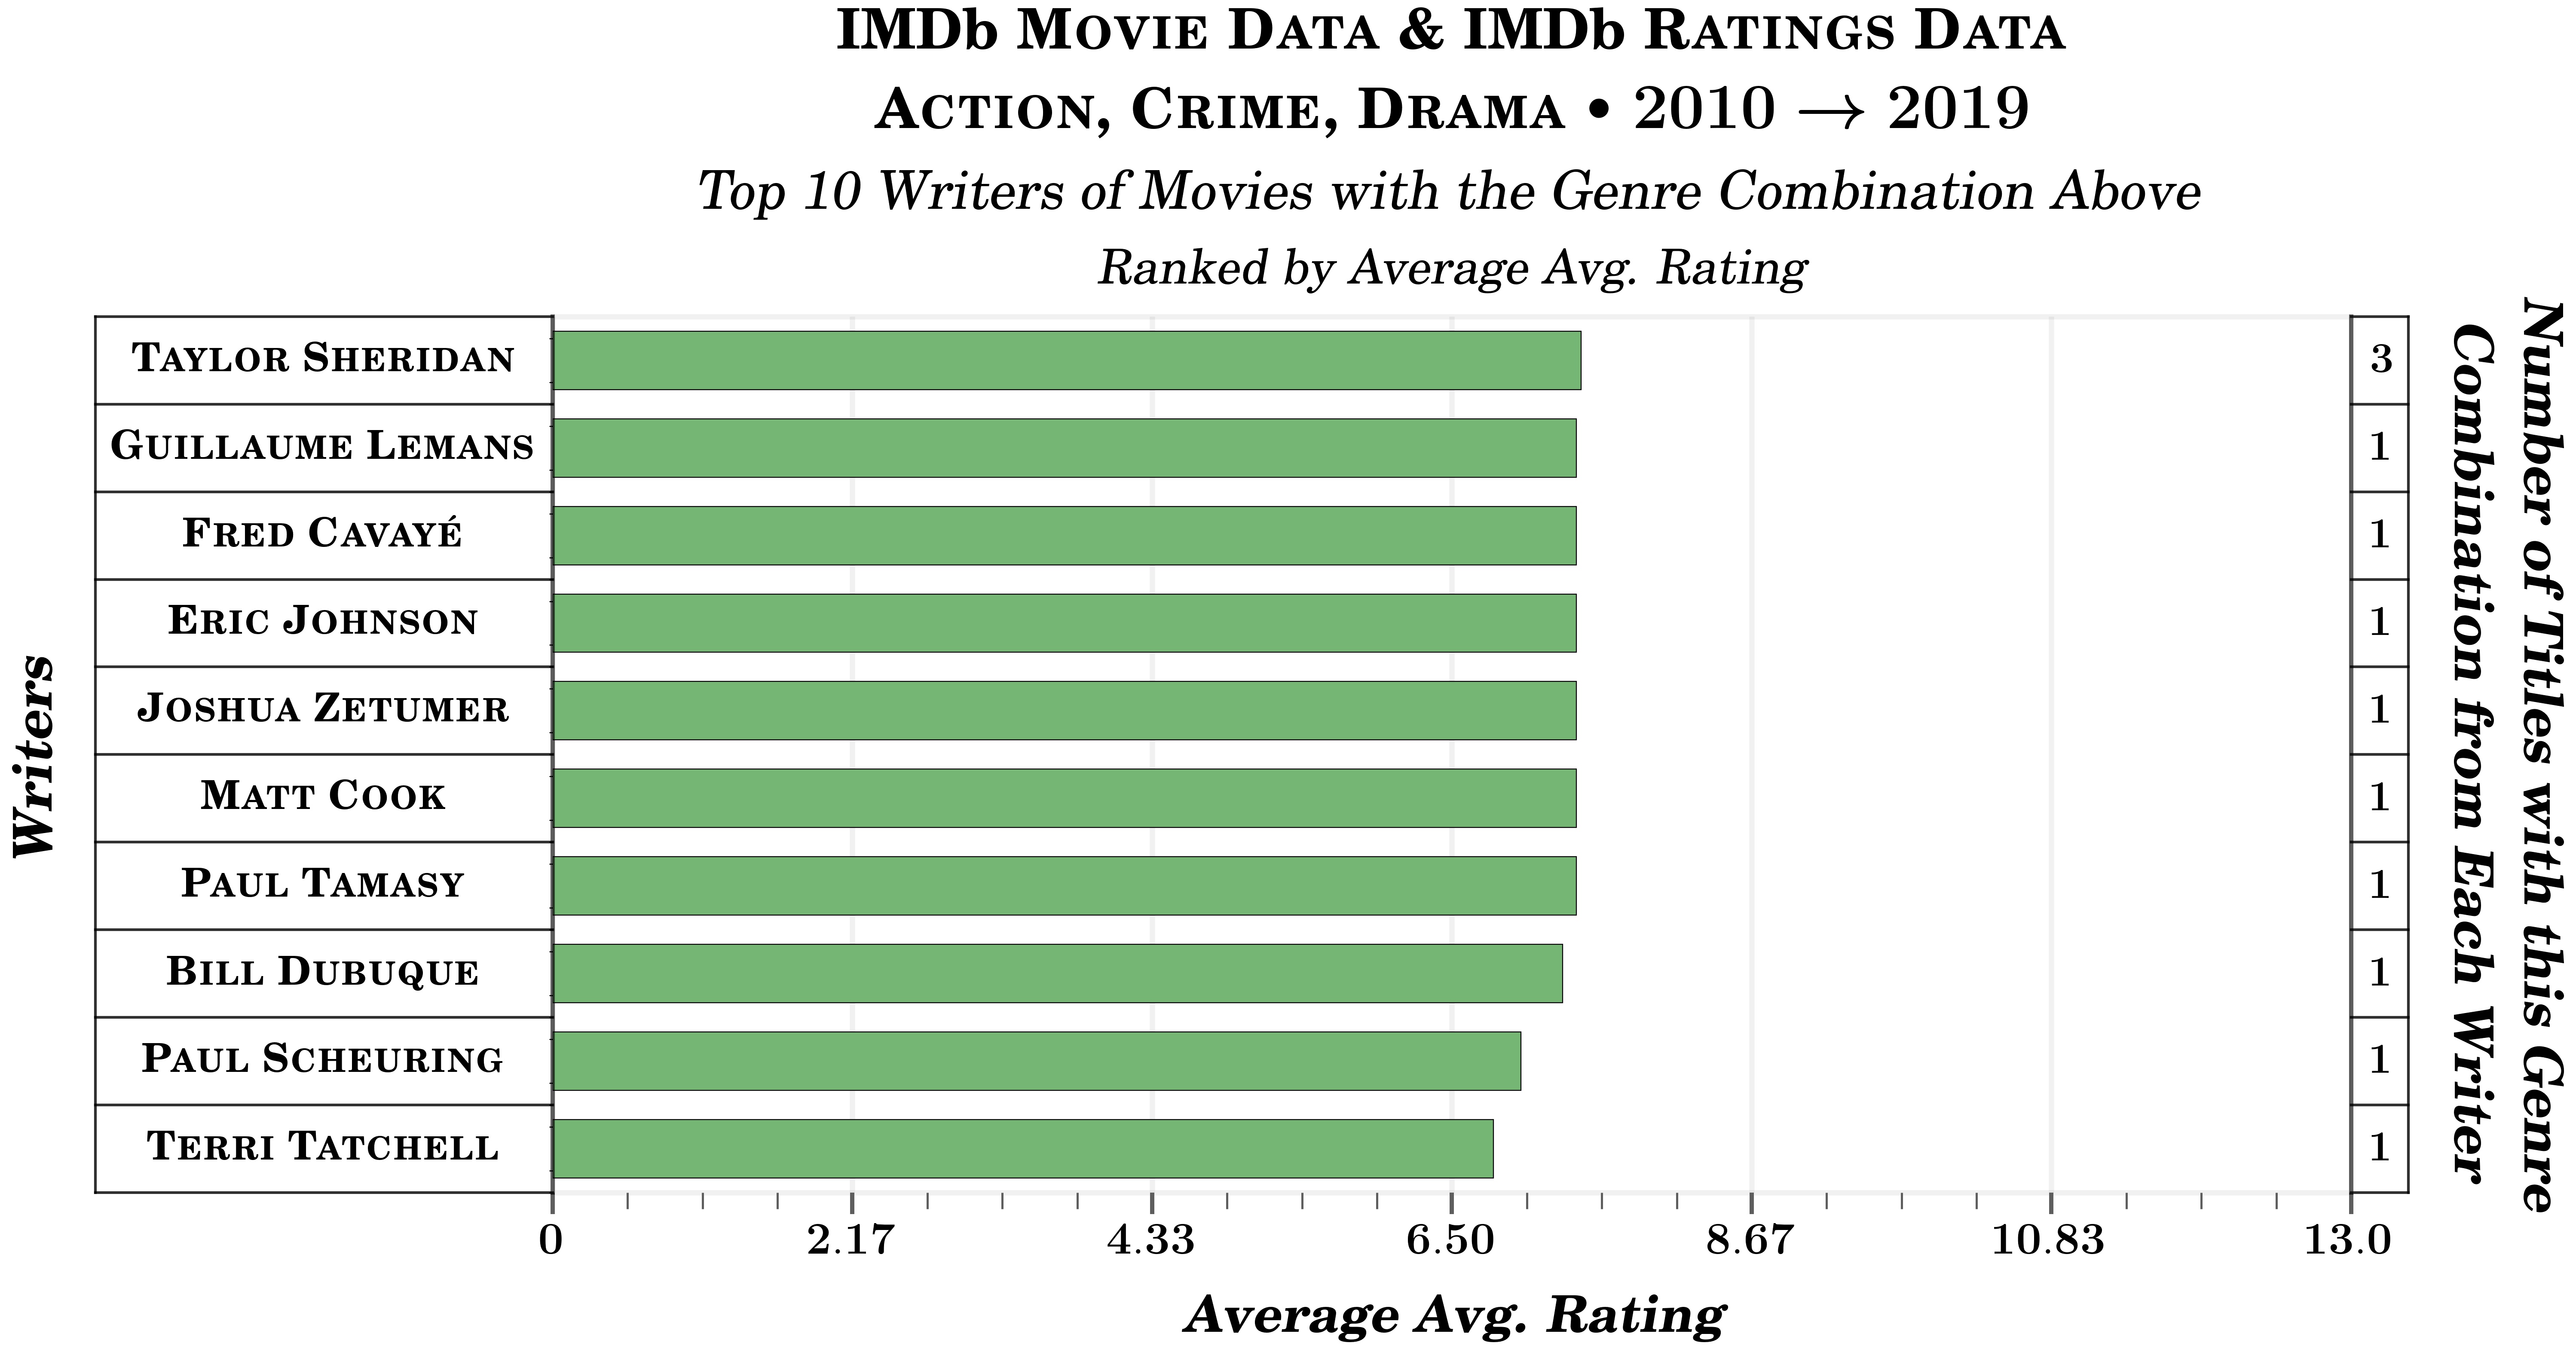 IMDb Movie Data & IMDb Ratings Data
Action, Crime, Drama • 2010 → 2019
Top 10 Writers of Movies with the Genre Combination Above
Ranked by Average Avg. Rating
Writers
Taylor Sheridan 3
Guillaume Lemans 1
Fred Cavayé 1
Eric Johnson 1
Joshua Zetumer 1
Matt Cook 1
Paul Tamasy 1
Bill Dubuque 1
Paul Scheuring 1
Terri Tatchell 1
0 2.17 4.33 6.50 8.67 10.83 13.0
Average Avg. Rating
Number of Titles with this Genre
Combination from Each Writer